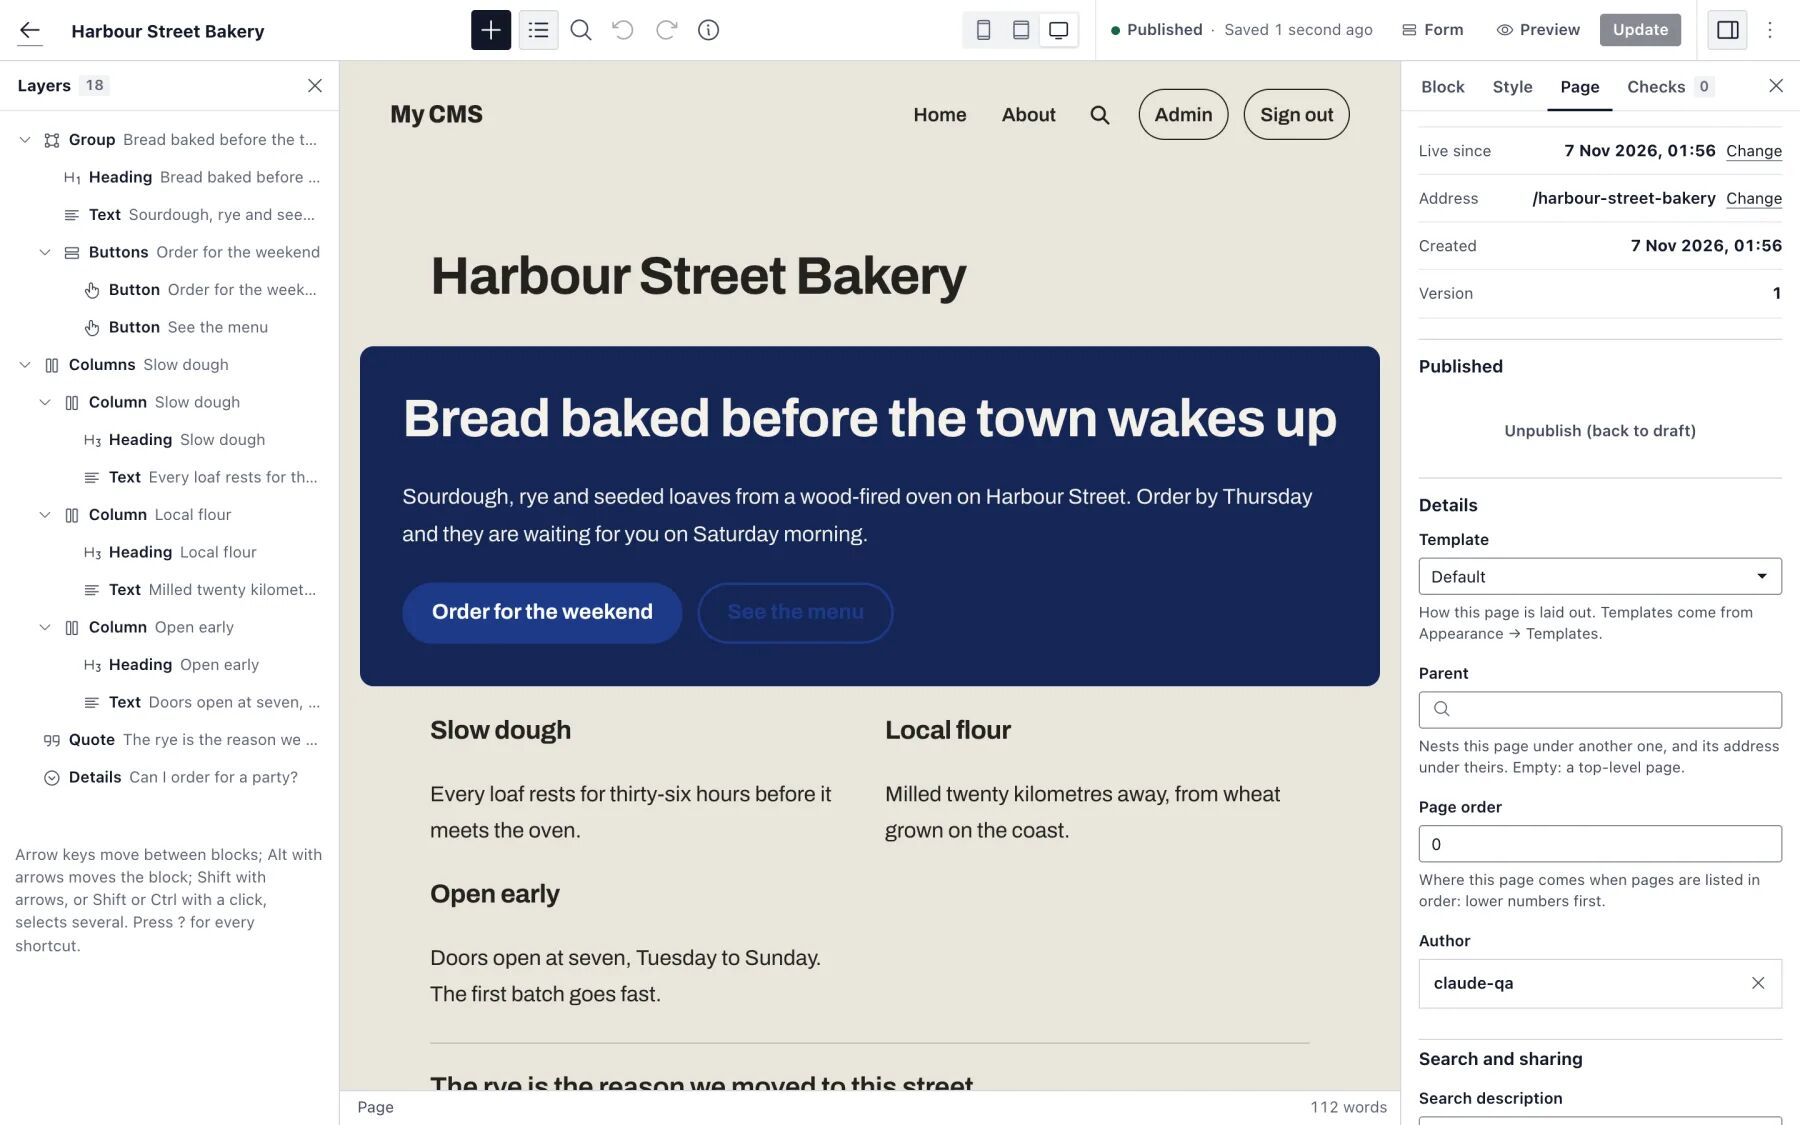 Harbour Street Bakery
Published · Saved 1 second ago
Form
Preview
Update
Layers 18
Group Bread baked before the t...
H1 Heading Bread baked before ...
Text Sourdough, rye and see...
Buttons Order for the weekend
Button Order for the week...
Button See the menu
Columns Slow dough
Column Slow dough
H3 Heading Slow dough
Text Every loaf rests for th...
Column Local flour
H3 Heading Local flour
Text Milled twenty kilomet...
Column Open early
H3 Heading Open early
Text Doors open at seven, ...
Quote The rye is the reason we ...
Details Can I order for a party?
Arrow keys move between blocks; Alt with
arrows moves the block; Shift with
arrows, or Shift or Ctrl with a click,
selects several. Press ? for every
shortcut.
My CMS
Home
About
Admin
Sign out
Harbour Street Bakery
Bread baked before the town wakes up
Sourdough, rye and seeded loaves from a wood-fired oven on Harbour Street. Order by Thursday
and they are waiting for you on Saturday morning.
Order for the weekend
See the menu
Slow dough
Every loaf rests for thirty-six hours before it
meets the oven.
Local flour
Milled twenty kilometres away, from wheat
grown on the coast.
Open early
Doors open at seven, Tuesday to Sunday.
The first batch goes fast.
The rye is the reason we moved to this street
Page
112 words
Block
Style
Page
Checks 0
Live since 7 Nov 2026, 01:56 Change
Address /harbour-street-bakery Change
Created 7 Nov 2026, 01:56
Version 1
Published
Unpublish (back to draft)
Details
Template
Default
How this page is laid out. Templates come from
Appearance → Templates.
Parent
Nests this page under another one, and its address
under theirs. Empty: a top-level page.
Page order
0
Where this page comes when pages are listed in
order: lower numbers first.
Author
claude-qa
Search and sharing
Search description